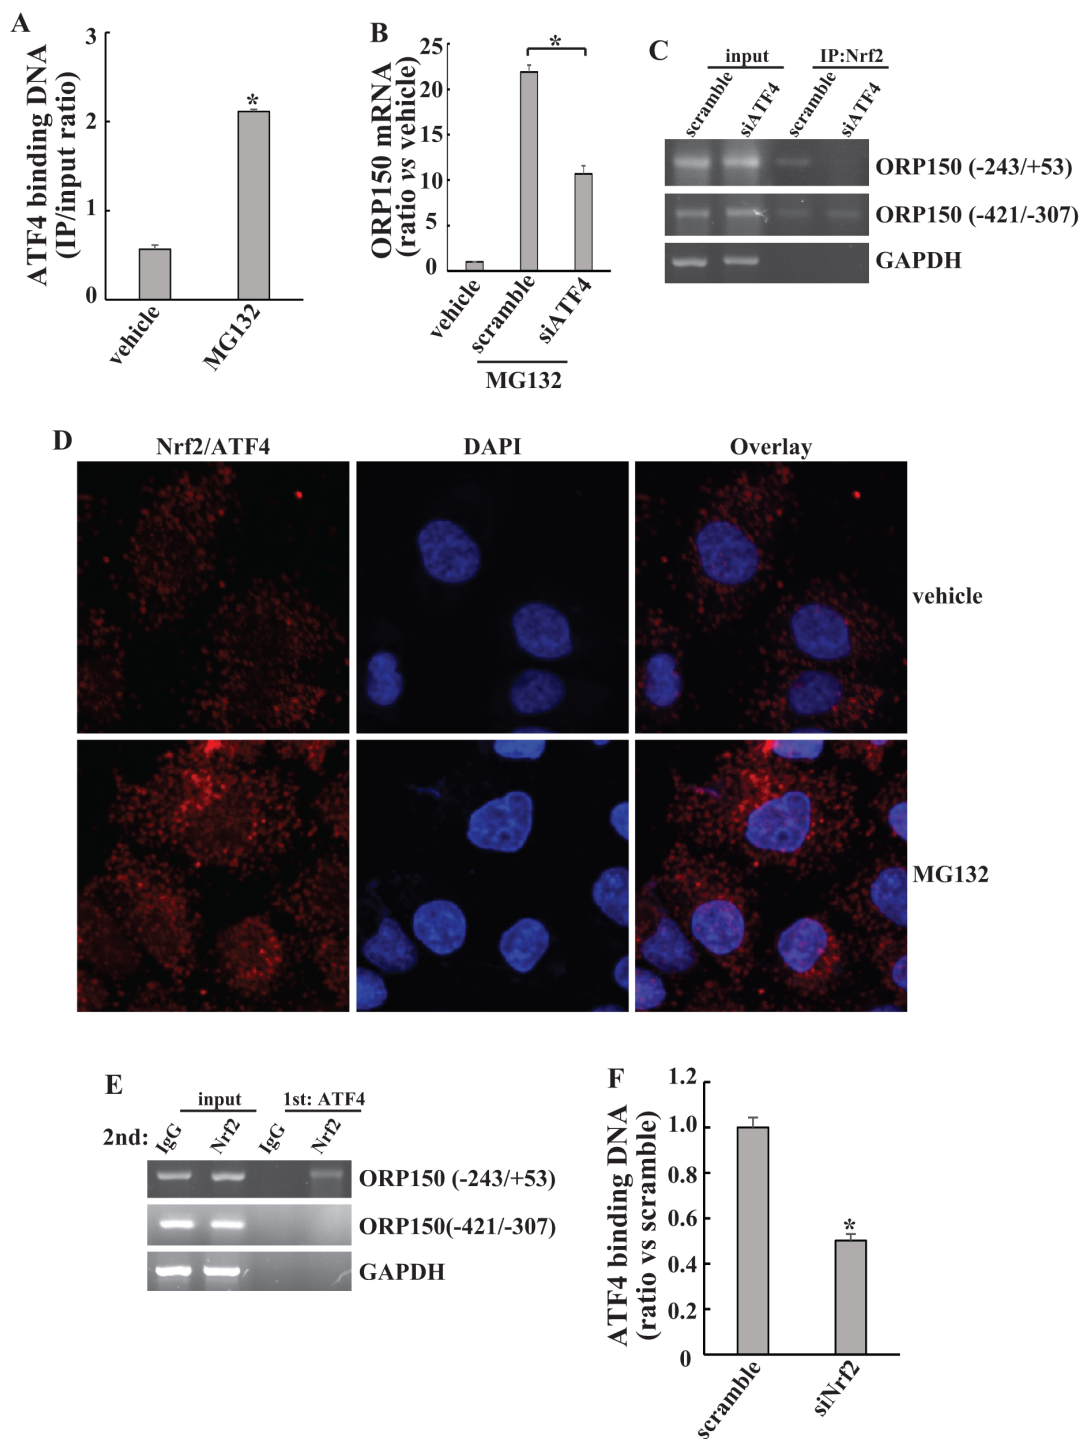 A
ATF4 binding DNA
(IP/input ratio)
3
2
1
0
*
vehicle
MG132
B
ORP150 mRNA
(ratio vs vehicle)
25
20
15
10
5
0
*
vehicle
scramble
siATF4
MG132
C
input
IP:Nrf2
scramble
siATF4
scramble
siATF4
ORP150 (-243/+53)
ORP150 (-421/-307)
GAPDH
D
Nrf2/ATF4
DAPI
Overlay
vehicle
MG132
E
input
1st: ATF4
2nd:
IgG
Nrf2
IgG
Nrf2
ORP150 (-243/+53)
ORP150(-421/-307)
GAPDH
F
ATF4 binding DNA
(ratio vs scramble)
1.2
1.0
0.8
0.6
0.4
0.2
0
*
scramble
siNrf2